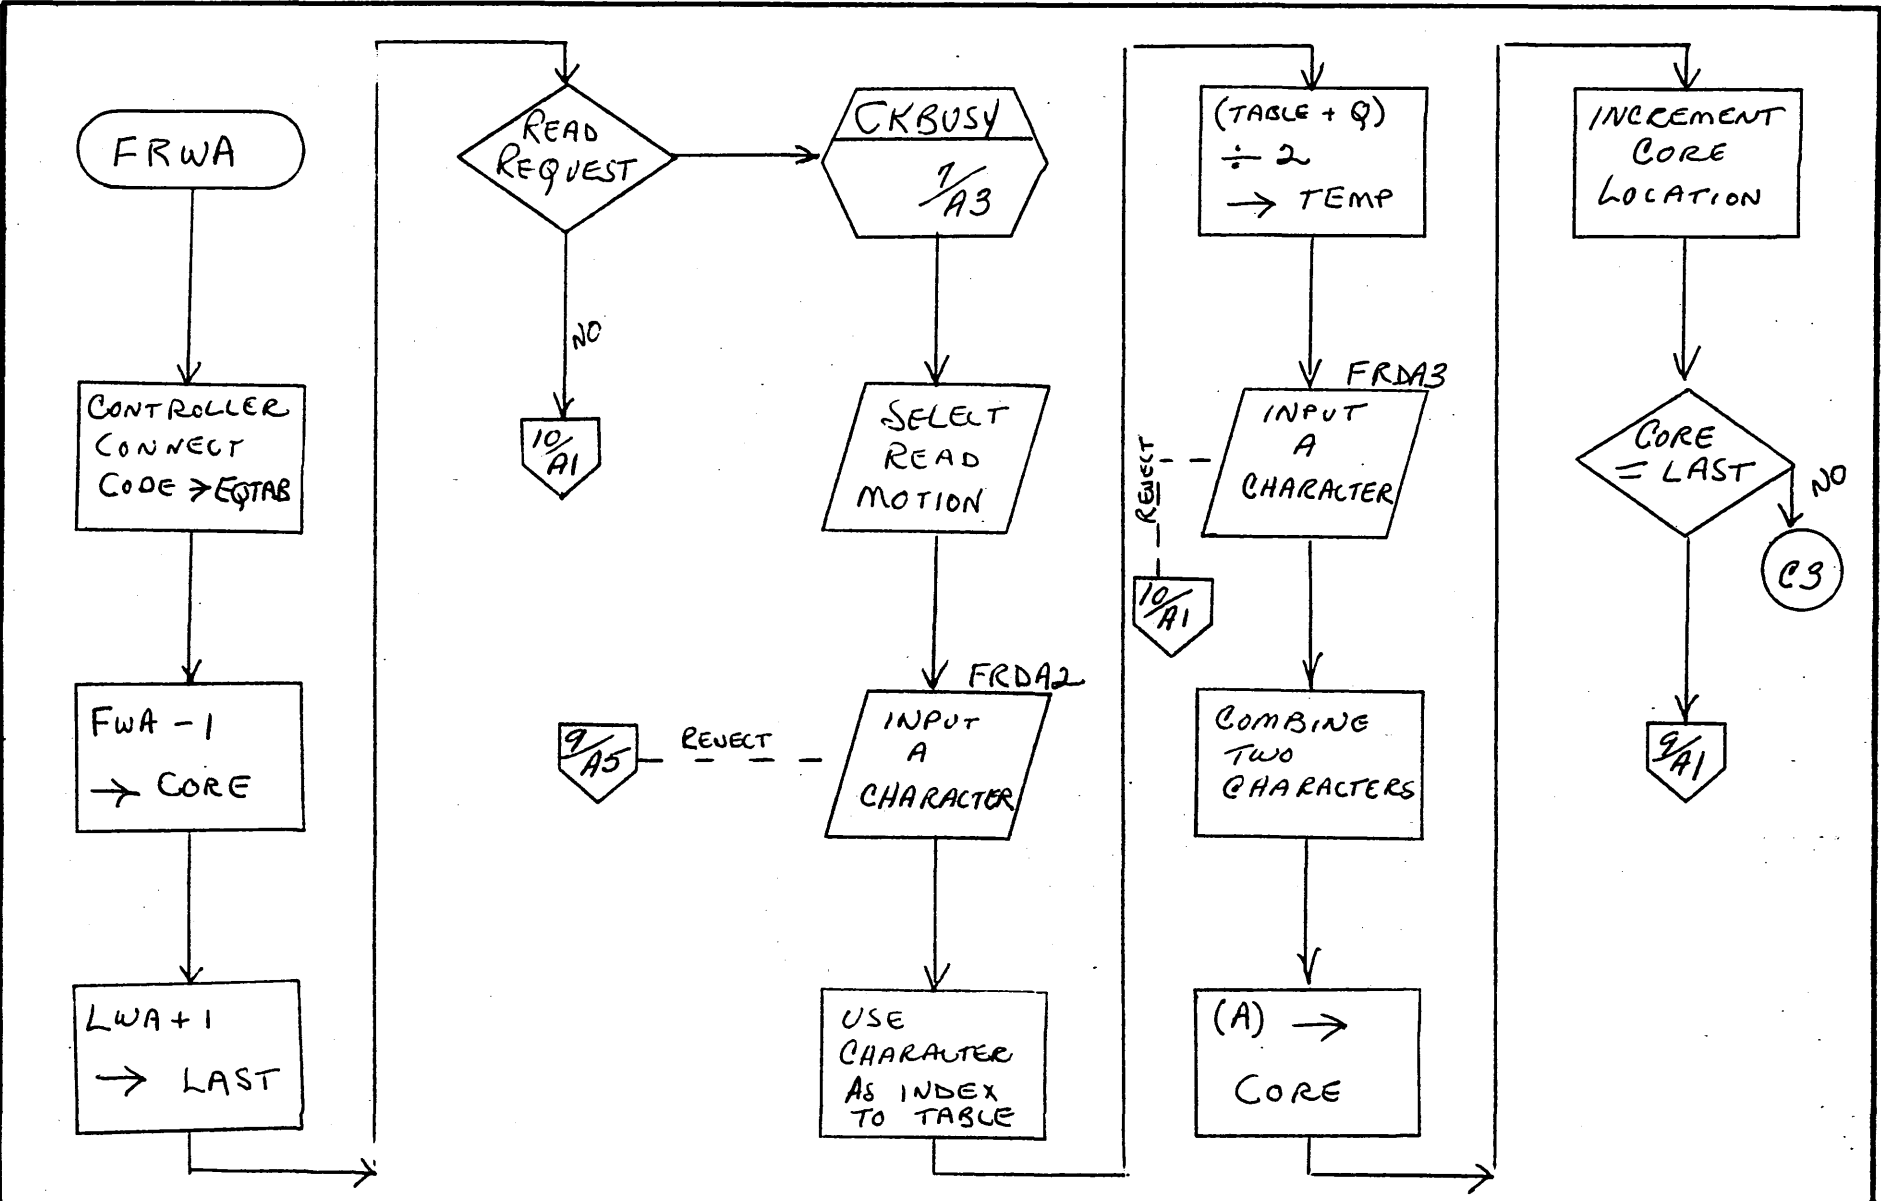 FRWA
CONTROLLER
CONNECT
CODE > EQTAB
FWA - 1
→ CORE
LWA + 1
→ LAST
READ
REQUEST
NO
10/A1
CKBUSY
7/A3
SELECT
READ
MOTION
FRDA2
INPUT
A
CHARACTER
REJECT
9/A5
USE
CHARACTER
AS INDEX
TO TABLE
(TABLE + Q)
÷ 2
→ TEMP
FRDA3
INPUT
A
CHARACTER
REJECT
10/A1
COMBINE
TWO
CHARACTERS
(A) →
CORE
INCREMENT
CORE
LOCATION
CORE
= LAST
NO
C3
9/A1